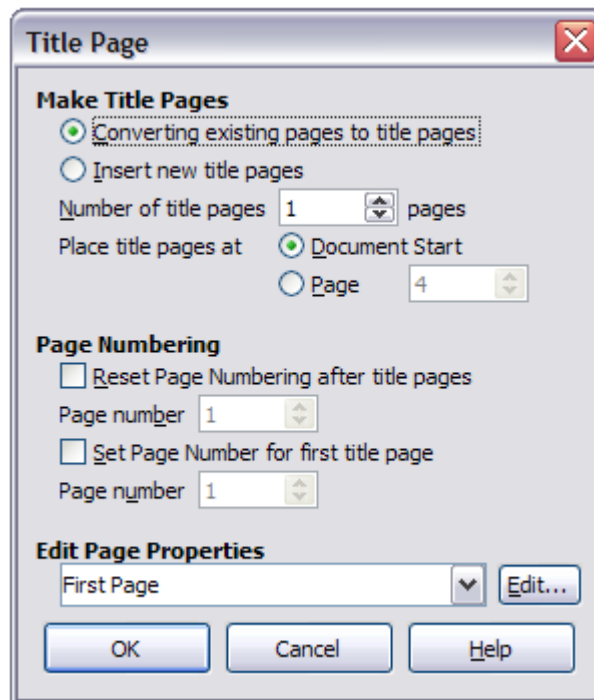 Title Page
Make Title Pages
Converting existing pages to title pages
Insert new title pages
Number of title pages 1 pages
Place title pages at Document Start
Page 4
Page Numbering
Reset Page Numbering after title pages
Page number 1
Set Page Number for first title page
Page number 1
Edit Page Properties
First Page Edit...
OK Cancel Help